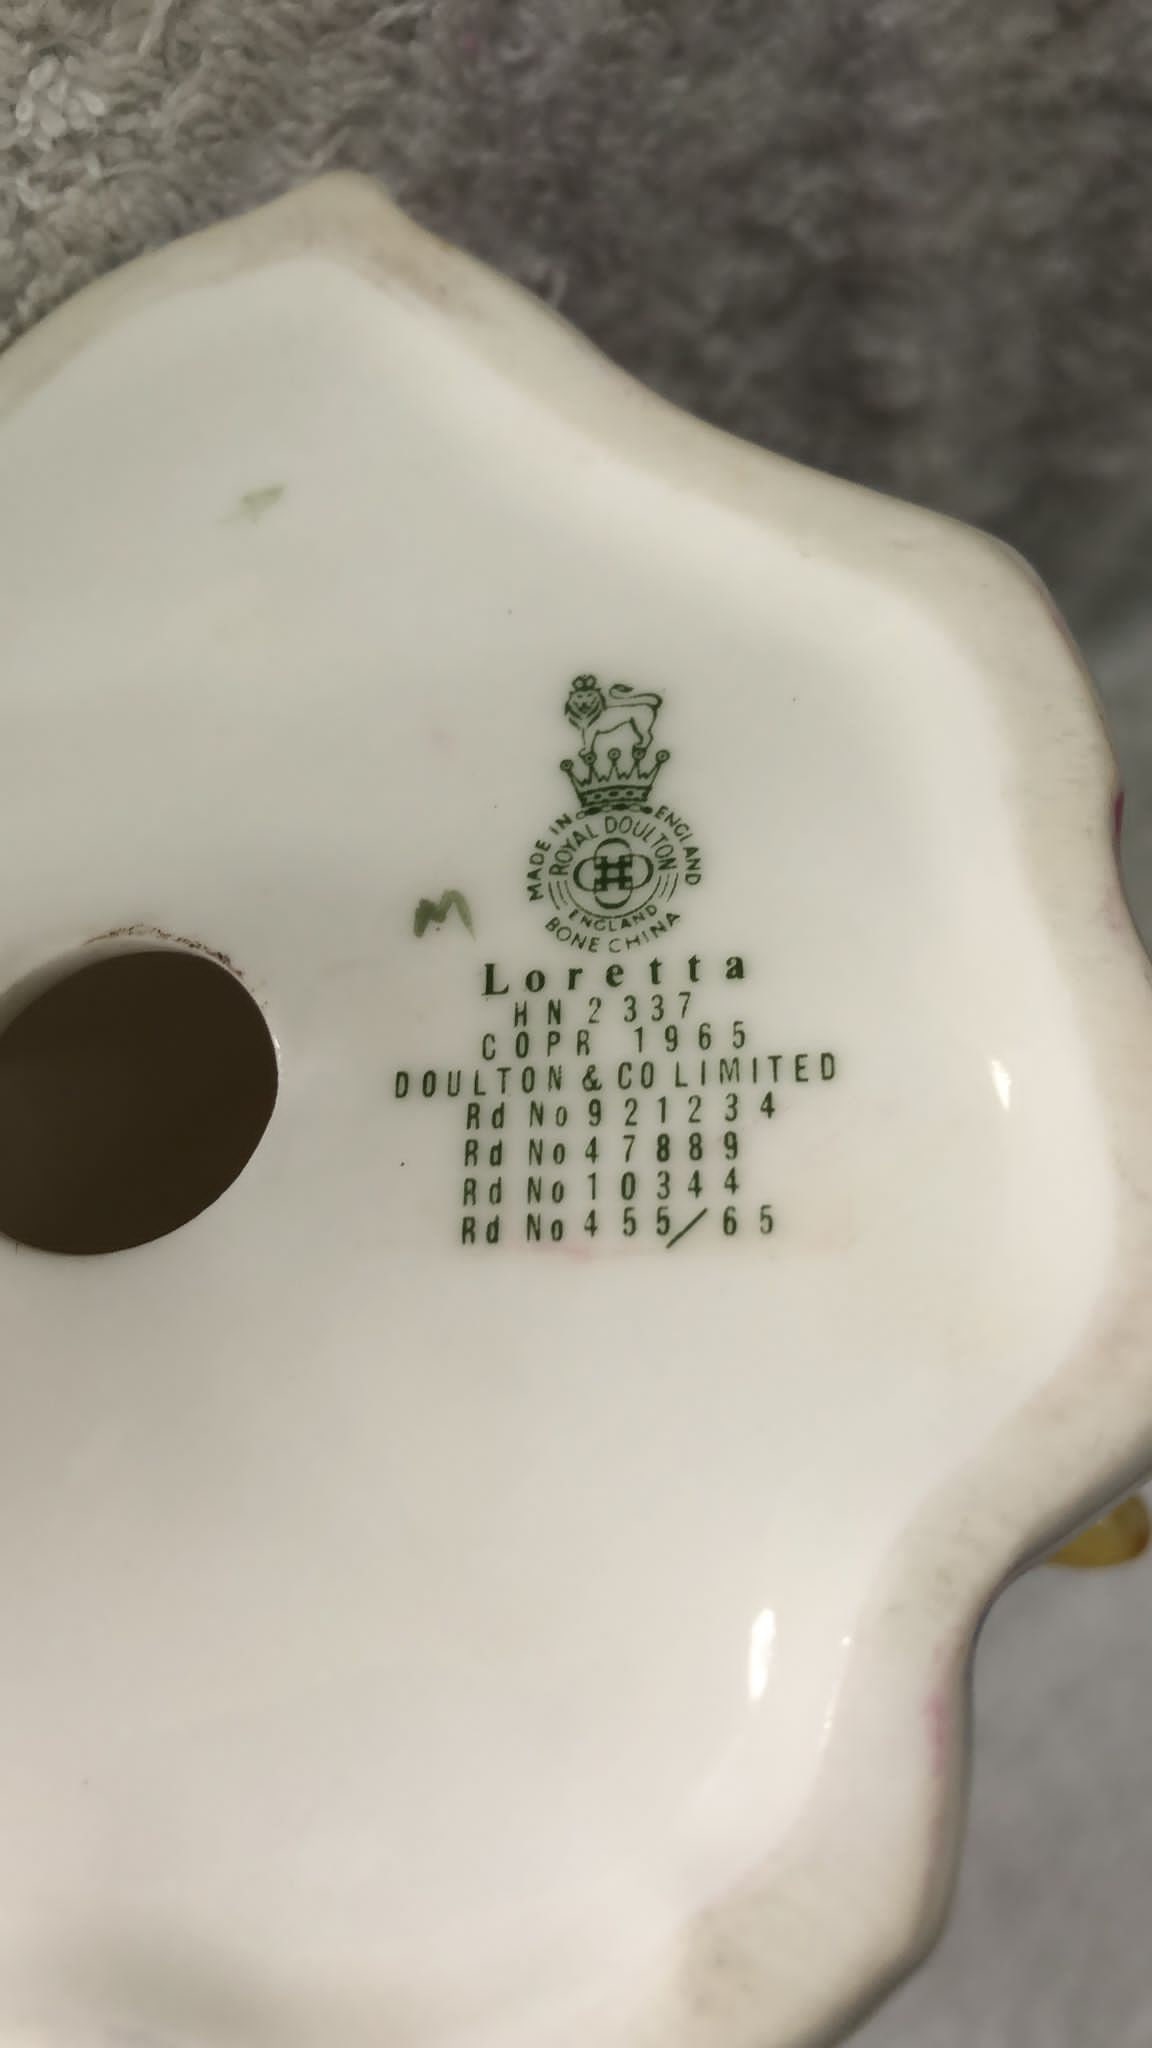 MADE IN ENGLAND
ROYAL DOULTON
ENGLAND
BONE CHINA
M
Loretta
HN 2337
COPR 1965
DOULTON & CO LIMITED
Rd No 921234
Rd No 47889
Rd No 10344
Rd No 455/65